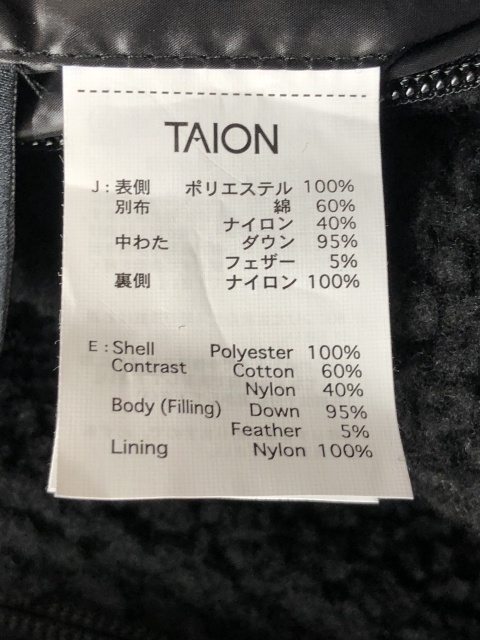 TAION
J : 表側 ポリエステル 100%
別布 綿 60%
ナイロン 40%
中わた ダウン 95%
フェザー 5%
裏側 ナイロン 100%
E : Shell Polyester 100%
Contrast Cotton 60%
Nylon 40%
Body (Filling) Down 95%
Feather 5%
Lining Nylon 100%